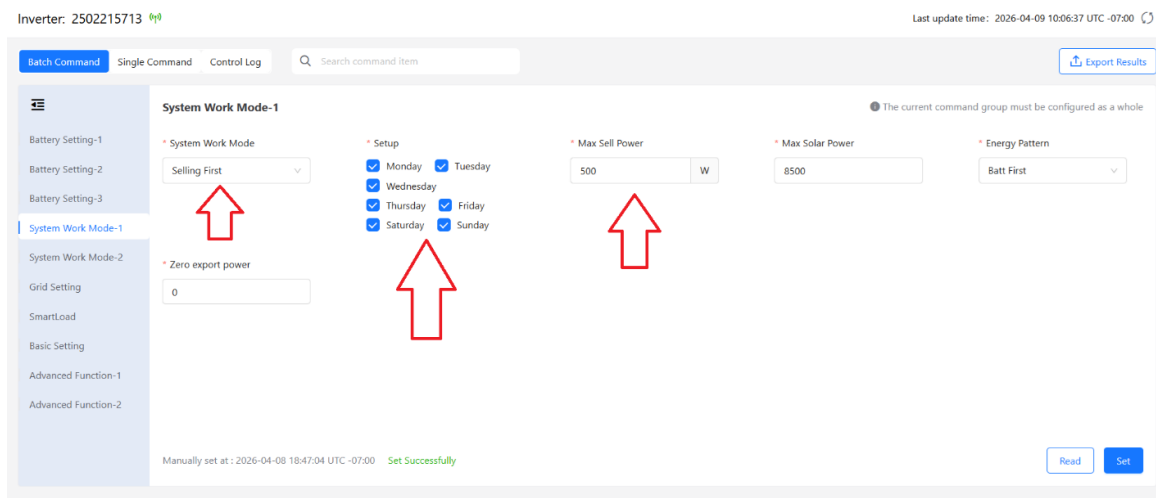 Inverter: 2502215713
Last update time: 2026-04-09 10:06:37 UTC -07:00
Batch Command Single Command Control Log Search command item Export Results
System Work Mode-1
The current command group must be configured as a whole
Battery Setting-1
Battery Setting-2
Battery Setting-3
System Work Mode-1
System Work Mode-2
Grid Setting
SmartLoad
Basic Setting
Advanced Function-1
Advanced Function-2
* System Work Mode
Selling First
* Setup
Monday Tuesday
Wednesday
Thursday Friday
Saturday Sunday
* Max Sell Power
500 W
* Max Solar Power
8500
* Energy Pattern
Batt First
* Zero export power
0
Manually set at : 2026-04-08 18:47:04 UTC -07:00 Set Successfully
Read Set